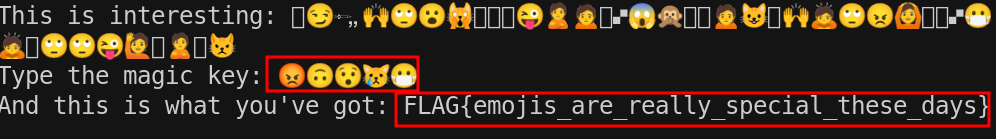 This is interesting:
Type the magic key: 😡🙃😯😿😷
And this is what you've got: FLAG{emojis_are_really_special_these_days}